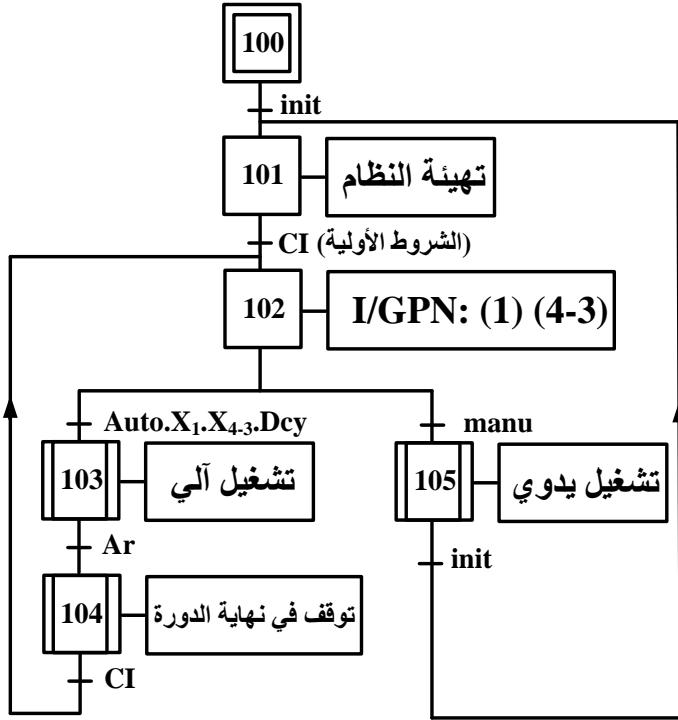 100
init
101
تهيئة النظام
CI (الشروط الأولية)
102
I/GPN: (1) (4-3)
Auto.X₁.X₄₋₃.Dcy
manu
103
تشغيل آلي
105
تشغيل يدوي
Ar
init
104
توقف في نهاية الدورة
CI